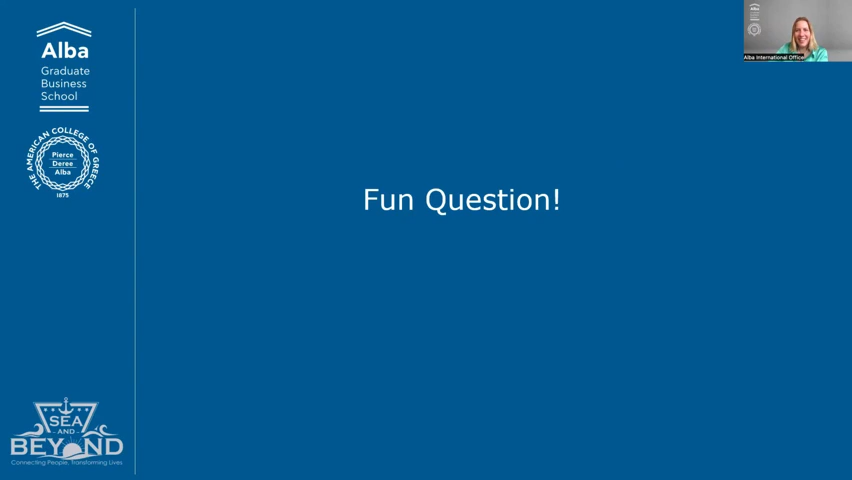 Alba
Graduate
Business
School
THE AMERICAN COLLEGE OF GREECE
Pierce
Deree
Alba
1875
Fun Question!
Alba International Office
SEA
AND
BEYOND
Connecting People, Transforming Lives